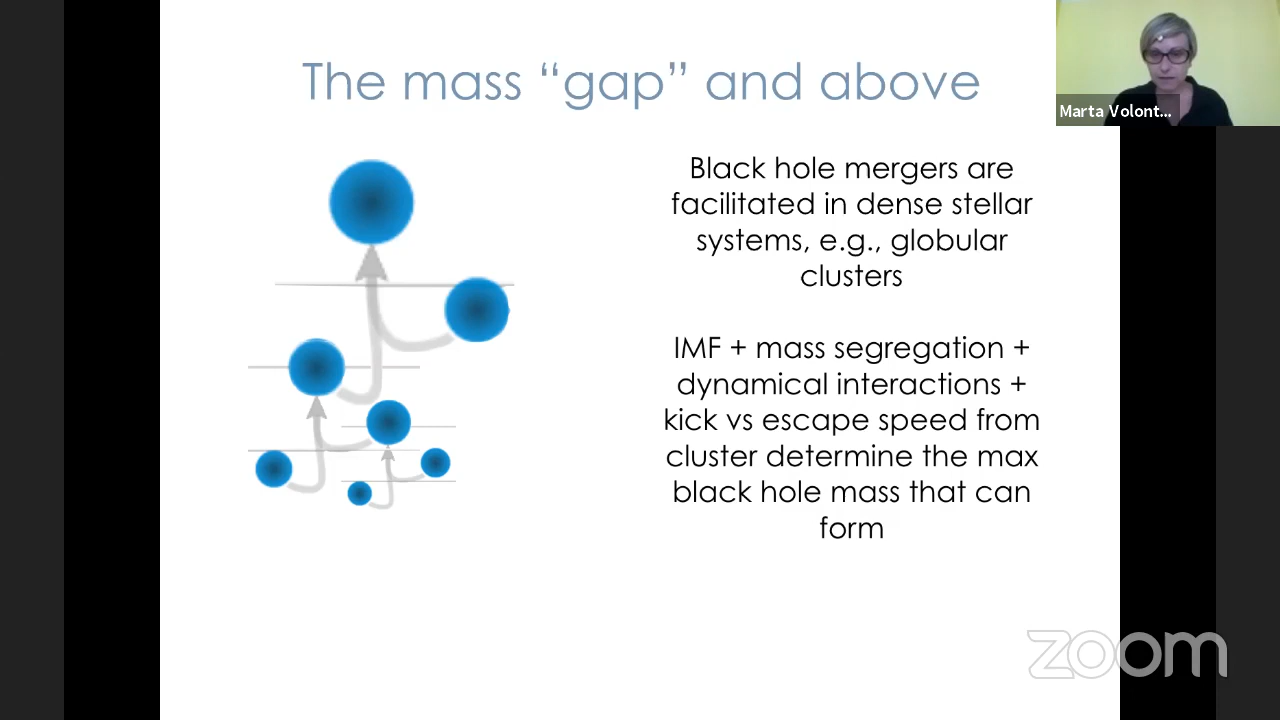 The mass “gap” and above
Marta Volont...
Black hole mergers are
facilitated in dense stellar
systems, e.g., globular
clusters
IMF + mass segregation +
dynamical interactions +
kick vs escape speed from
cluster determine the max
black hole mass that can
form
zoom